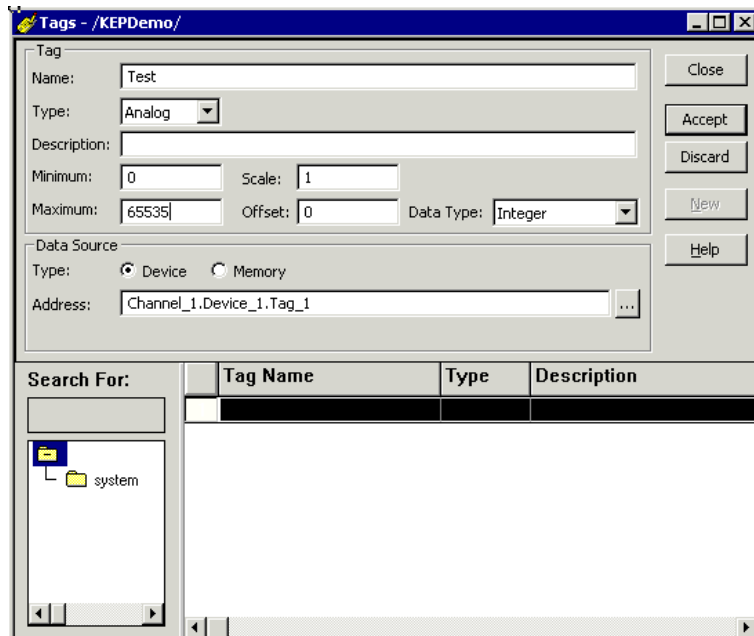 Tags - /KEPDemo/
Tag
Name: Test
Type: Analog
Description:
Minimum: 0 Scale: 1
Maximum: 65535 Offset: 0 Data Type: Integer
Close
Accept
Discard
New
Help
Data Source
Type: Device Memory
Address: Channel_1.Device_1.Tag_1 ...
Search For:
system
Tag Name Type Description